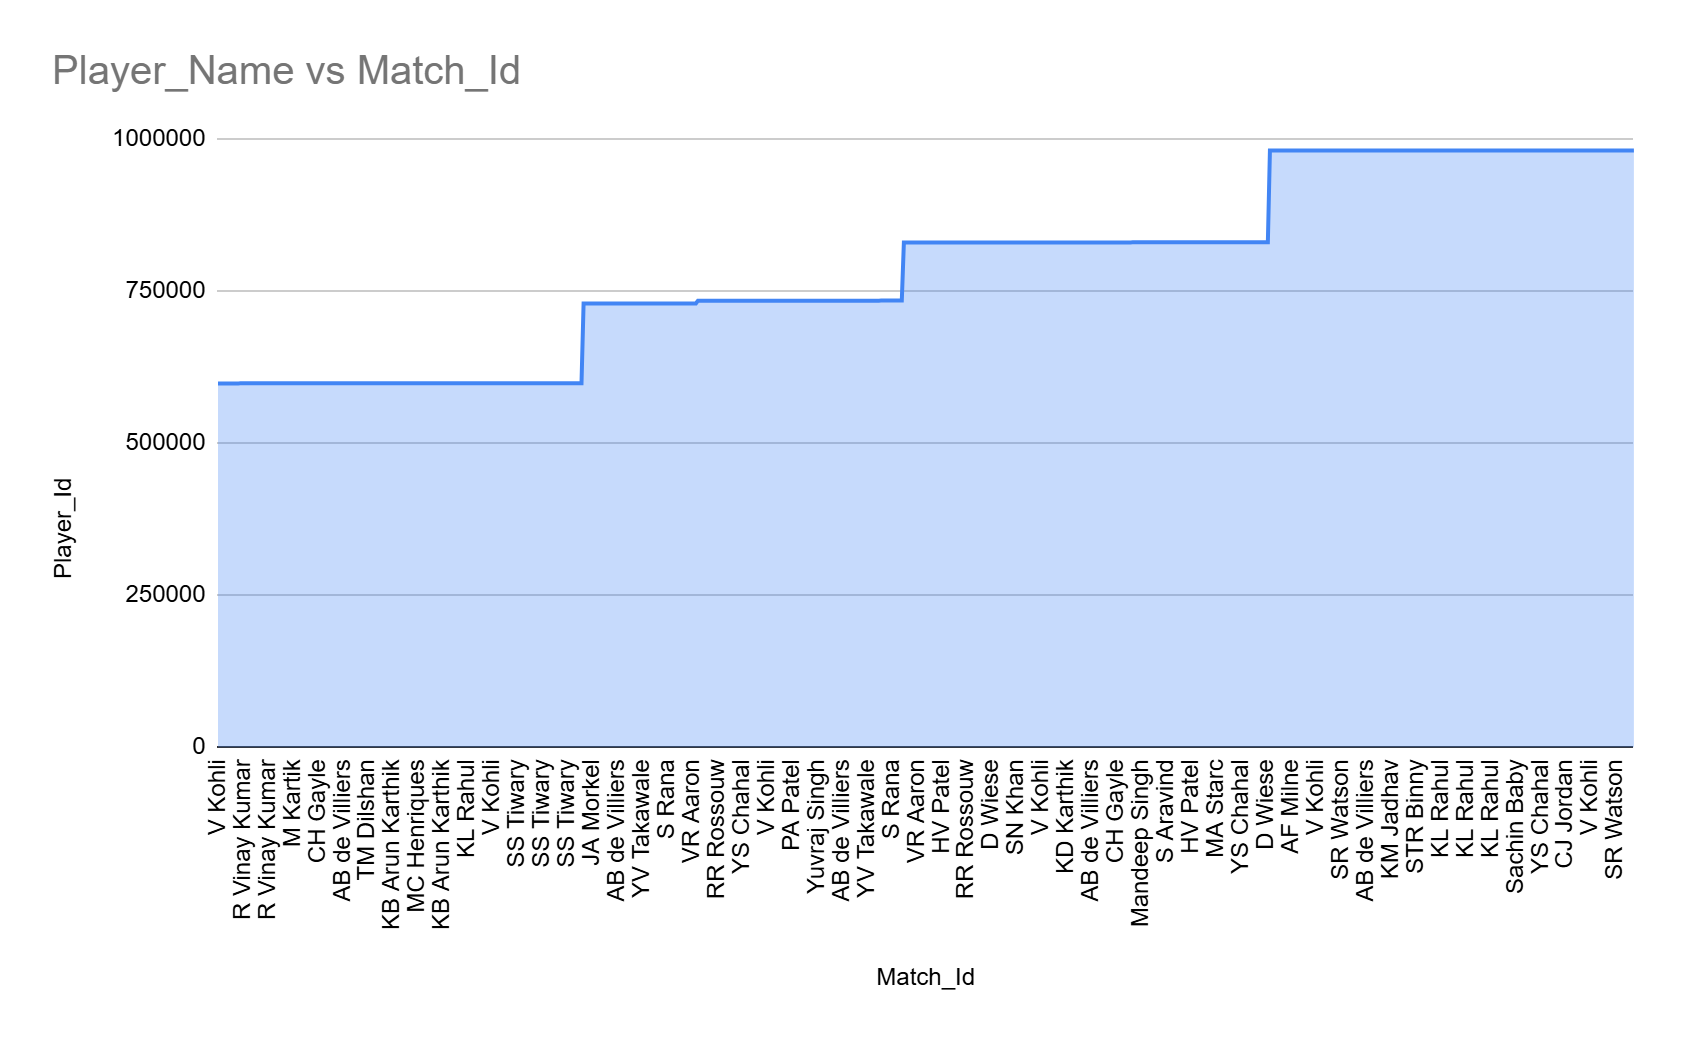 Player_Name vs Match_Id
1000000
750000
500000
250000
0
Player_Id
V Kohli
R Vinay Kumar
R Vinay Kumar
M Kartik
CH Gayle
AB de Villiers
TM Dilshan
KB Arun Karthik
MC Henriques
KB Arun Karthik
KL Rahul
V Kohli
SS Tiwary
SS Tiwary
SS Tiwary
JA Morkel
AB de Villiers
YV Takawale
S Rana
VR Aaron
RR Rossouw
YS Chahal
V Kohli
PA Patel
Yuvraj Singh
AB de Villiers
YV Takawale
S Rana
VR Aaron
HV Patel
RR Rossouw
D Wiese
SN Khan
V Kohli
KD Karthik
AB de Villiers
CH Gayle
Mandeep Singh
S Aravind
HV Patel
MA Starc
YS Chahal
D Wiese
AF Milne
V Kohli
SR Watson
AB de Villiers
KM Jadhav
STR Binny
KL Rahul
KL Rahul
KL Rahul
Sachin Baby
YS Chahal
CJ Jordan
V Kohli
SR Watson
Match_Id